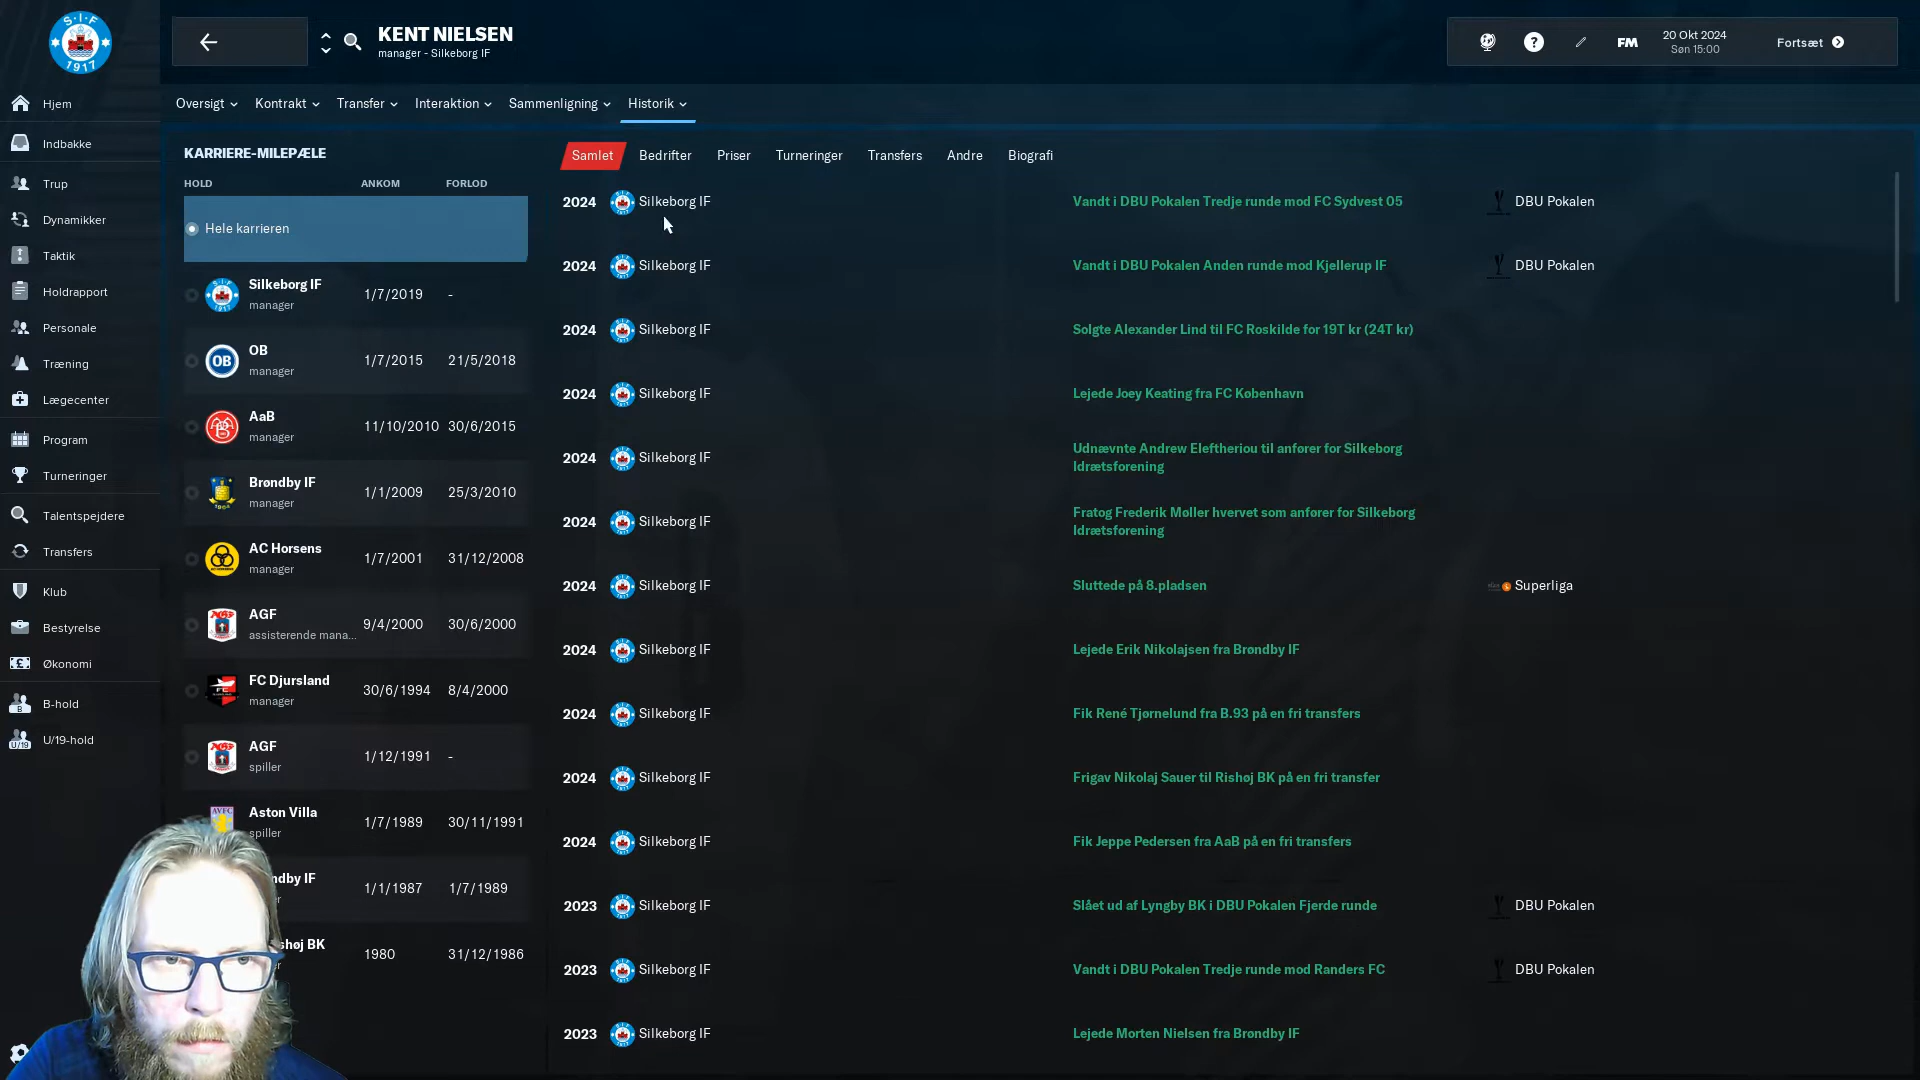 S.I.F
1917
KENT NIELSEN
manager - Silkeborg IF
FM
20 Okt 2024
Søn 15:00
Fortsæt
Hjem
Indbakke
Trup
Dynamikker
Taktik
Holdrapport
Personale
Træning
Lægecenter
Program
Turneringer
Talentspejdere
Transfers
Klub
Bestyrelse
Økonomi
B-hold
U/19-hold
Oversigt
Kontrakt
Transfer
Interaktion
Sammenligning
Historik
KARRIERE-MILEPÆLE
HOLD ANKOM FORLOD
Hele karrieren
Silkeborg IF
manager
1/7/2019 -
OB
manager
1/7/2015 21/5/2018
AaB
manager
11/10/2010 30/6/2015
Brøndby IF
manager
1/1/2009 25/3/2010
AC Horsens
manager
1/7/2001 31/12/2008
AGF
assisterende mana...
9/4/2000 30/6/2000
FC Djursland
manager
30/6/1994 8/4/2000
AGF
spiller
1/12/1991 -
Aston Villa
spiller
1/7/1989 30/11/1991
ndby IF
1/1/1987 1/7/1989
shøj BK
1980 31/12/1986
Samlet Bedrifter Priser Turneringer Transfers Andre Biografi
2024 Silkeborg IF Vandt i DBU Pokalen Tredje runde mod FC Sydvest 05 DBU Pokalen
2024 Silkeborg IF Vandt i DBU Pokalen Anden runde mod Kjellerup IF DBU Pokalen
2024 Silkeborg IF Solgte Alexander Lind til FC Roskilde for 19T kr (24T kr)
2024 Silkeborg IF Lejede Joey Keating fra FC København
2024 Silkeborg IF Udnævnte Andrew Eleftheriou til anfører for Silkeborg
Idrætsforening
2024 Silkeborg IF Fratog Frederik Møller hvervet som anfører for Silkeborg
Idrætsforening
2024 Silkeborg IF Sluttede på 8.pladsen Superliga
2024 Silkeborg IF Lejede Erik Nikolajsen fra Brøndby IF
2024 Silkeborg IF Fik René Tjørnelund fra B.93 på en fri transfers
2024 Silkeborg IF Frigav Nikolaj Sauer til Rishøj BK på en fri transfer
2024 Silkeborg IF Fik Jeppe Pedersen fra AaB på en fri transfers
2023 Silkeborg IF Slået ud af Lyngby BK i DBU Pokalen Fjerde runde DBU Pokalen
2023 Silkeborg IF Vandt i DBU Pokalen Tredje runde mod Randers FC DBU Pokalen
2023 Silkeborg IF Lejede Morten Nielsen fra Brøndby IF